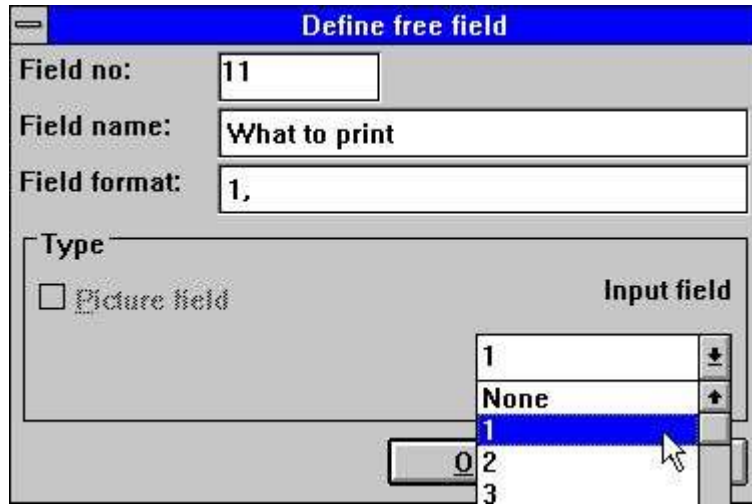 Define free field
Field no:
11
Field name:
What to print
Field format:
1,
Type
Picture field
Input field
1
None
1
2
3